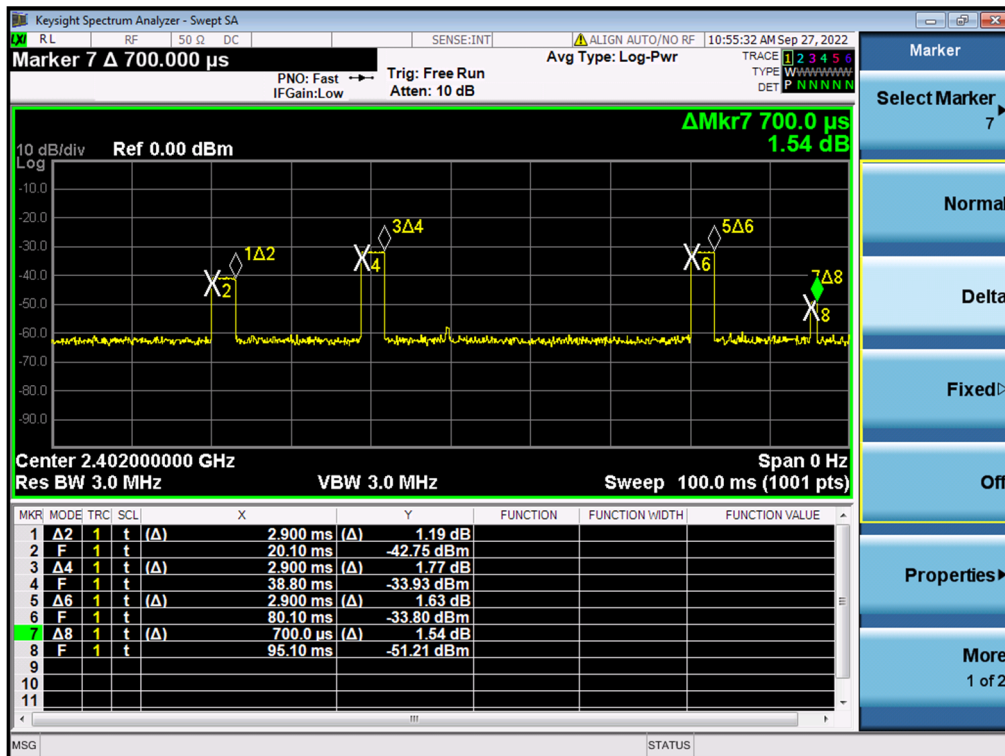 Keysight Spectrum Analyzer - Swept SA
LXI RL RF 50 Ω DC SENSE:INT ALIGN AUTO/NO RF 10:55:32 AM Sep 27, 2022
Marker 7 Δ 700.000 µs
PNO: Fast
IFGain:Low
Trig: Free Run
Atten: 10 dB
Avg Type: Log-Pwr
TRACE 1 2 3 4 5 6
TYPE WWWWWWW
DET P N N N N N
ΔMkr7 700.0 µs
1.54 dB
10 dB/div Ref 0.00 dBm
Log
-10.0
-20.0
-30.0
-40.0
-50.0
-60.0
-70.0
-80.0
-90.0
1Δ2
2
3Δ4
4
5Δ6
6
7Δ8
8
Center 2.402000000 GHz Span 0 Hz
Res BW 3.0 MHz VBW 3.0 MHz Sweep 100.0 ms (1001 pts)
MKR MODE TRC SCL X Y FUNCTION FUNCTION WIDTH FUNCTION VALUE
1 Δ2 1 t (Δ) 2.900 ms (Δ) 1.19 dB
2 F 1 t 20.10 ms -42.75 dBm
3 Δ4 1 t (Δ) 2.900 ms (Δ) 1.77 dB
4 F 1 t 38.80 ms -33.93 dBm
5 Δ6 1 t (Δ) 2.900 ms (Δ) 1.63 dB
6 F 1 t 80.10 ms -33.80 dBm
7 Δ8 1 t (Δ) 700.0 µs (Δ) 1.54 dB
8 F 1 t 95.10 ms -51.21 dBm
9
10
11
MSG STATUS
Marker
Select Marker
7
Normal
Delta
Fixed
Off
Properties
More
1 of 2